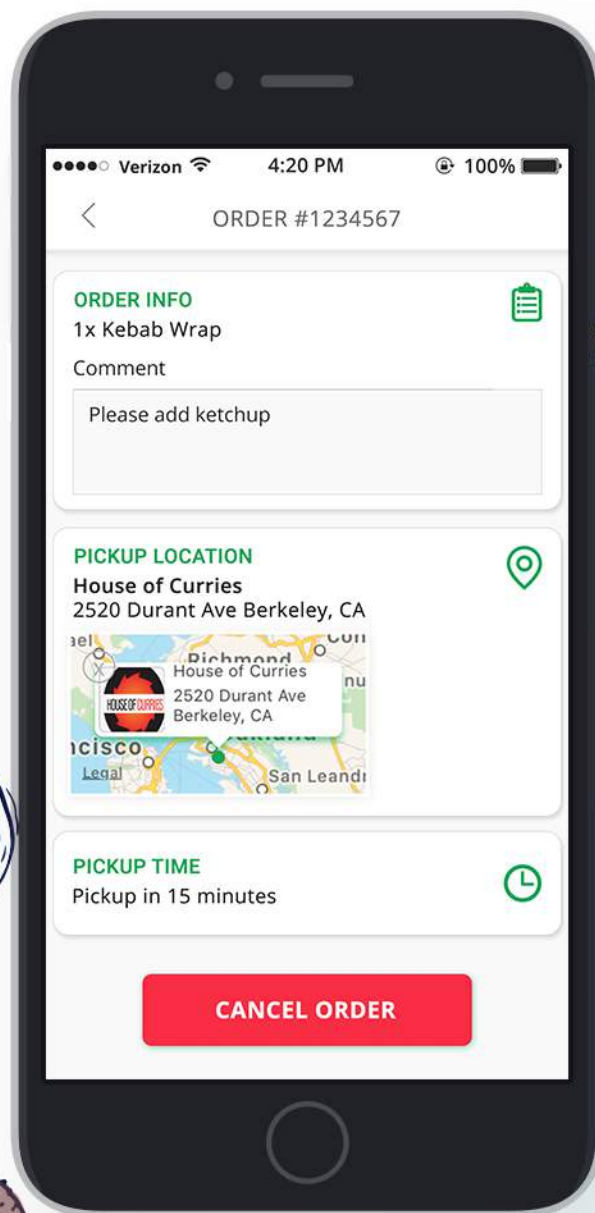 Verizon 4:20 PM 100%
ORDER #1234567
ORDER INFO
1x Kebab Wrap
Comment
Please add ketchup
PICKUP LOCATION
House of Curries
2520 Durant Ave Berkeley, CA
Richmond
House of Curries
HOUSE OF CURRIES
2520 Durant Ave
Berkeley, CA
Legal
San Leandr
PICKUP TIME
Pickup in 15 minutes
CANCEL ORDER